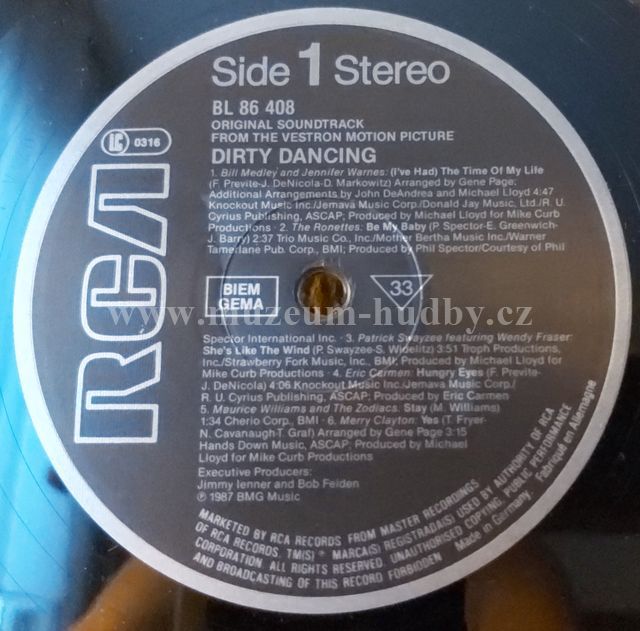 Side 1 Stereo
BL 86 408
ORIGINAL SOUNDTRACK
FROM THE VESTRON MOTION PICTURE
DIRTY DANCING
LC 0316
RCA
1. Bill Medley and Jennifer Warnes: (I've Had) The Time Of My Life
(F. Previte-J. DeNicola-D. Markowitz) Arranged by Gene Page;
Additional Arrangements by John DeAndrea and Michael Lloyd 4:47
Knockout Music Inc./Jemava Music Corp./Donald Jay Music, Ltd./R. U.
Cyrius Publishing, ASCAP; Produced by Michael Lloyd for Mike Curb
Productions · 2. The Ronettes: Be My Baby (P. Spector-E. Greenwich-
J. Barry) 2:37 Trio Music Co., Inc./Mother Bertha Music Inc./Warner
Tamerlane Pub. Corp., BMI; Produced by Phil Spector/Courtesy of Phil
BIEM
GEMA
33
www.muzeum-hudby.cz
Spector International Inc. · 3. Patrick Swayzee featuring Wendy Fraser:
She's Like The Wind (P. Swayzee-S. Widelitz) 3:51 Troph Productions,
Inc./Strawberry Fork Music, Inc. BMI; Produced by Michael Lloyd for
Mike Curb Productions · 4. Eric Carmen: Hungry Eyes (F. Previte-
J. DeNicola) 4:06 Knockout Music Inc./Jemava Music Corp./
R. U. Cyrius Publishing, ASCAP; Produced by Eric Carmen
5. Maurice Williams and The Zodiacs: Stay (M. Williams)
1:34 Cherio Corp., BMI · 6. Merry Clayton: Yes (T. Fryer-
N. Cavanaugh-T. Graf) Arranged by Gene Page 3:15
Hands Down Music, ASCAP; Produced by Michael
Lloyd for Mike Curb Productions
Executive Producers:
Jimmy Ienner and Bob Feiden
℗ 1987 BMG Music
MARKETED BY RCA RECORDS FROM MASTER RECORDINGS
OF RCA RECORDS. TM(S) ® MARCA(S) REGISTRADA(S) USED BY AUTHORITY OF RCA
CORPORATION. ALL RIGHTS RESERVED. UNAUTHORISED COPYING PUBLIC PERFORMANCE
AND BROADCASTING OF THIS RECORD FORBIDDEN
Made in Germany. Fabriqué en Allemagne